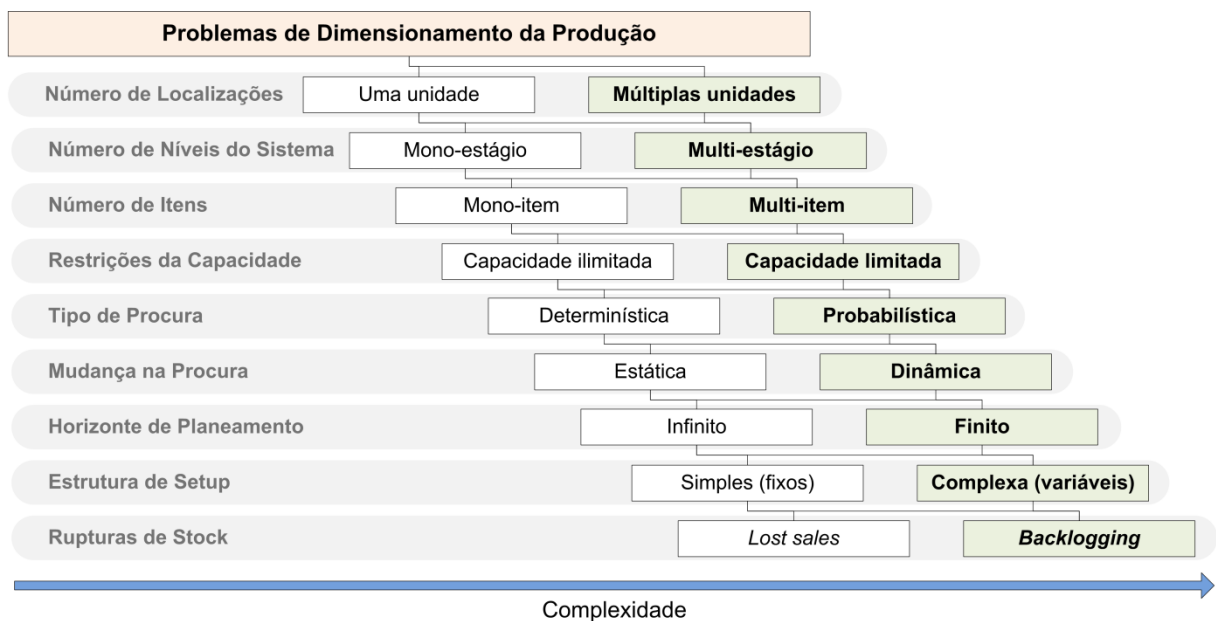 Problemas de Dimensionamento da Produção
Número de Localizações Uma unidade Múltiplas unidades
Número de Níveis do Sistema Mono-estágio Multi-estágio
Número de Itens Mono-item Multi-item
Restrições da Capacidade Capacidade ilimitada Capacidade limitada
Tipo de Procura Determinística Probabilística
Mudança na Procura Estática Dinâmica
Horizonte de Planeamento Infinito Finito
Estrutura de Setup Simples (fixos) Complexa (variáveis)
Rupturas de Stock Lost sales Backlogging
Complexidade